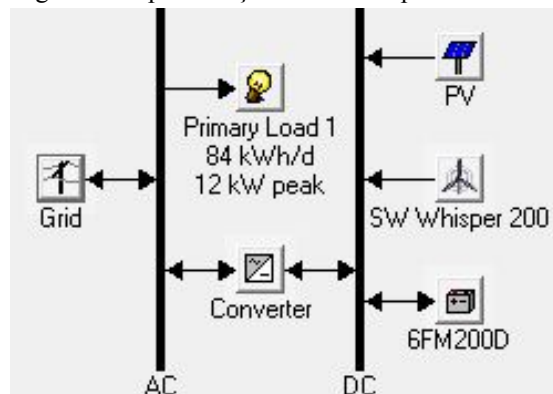 PV
Primary Load 1
84 kWh/d
12 kW peak
Grid
SW Whisper 200
Converter
6FM200D
AC
DC